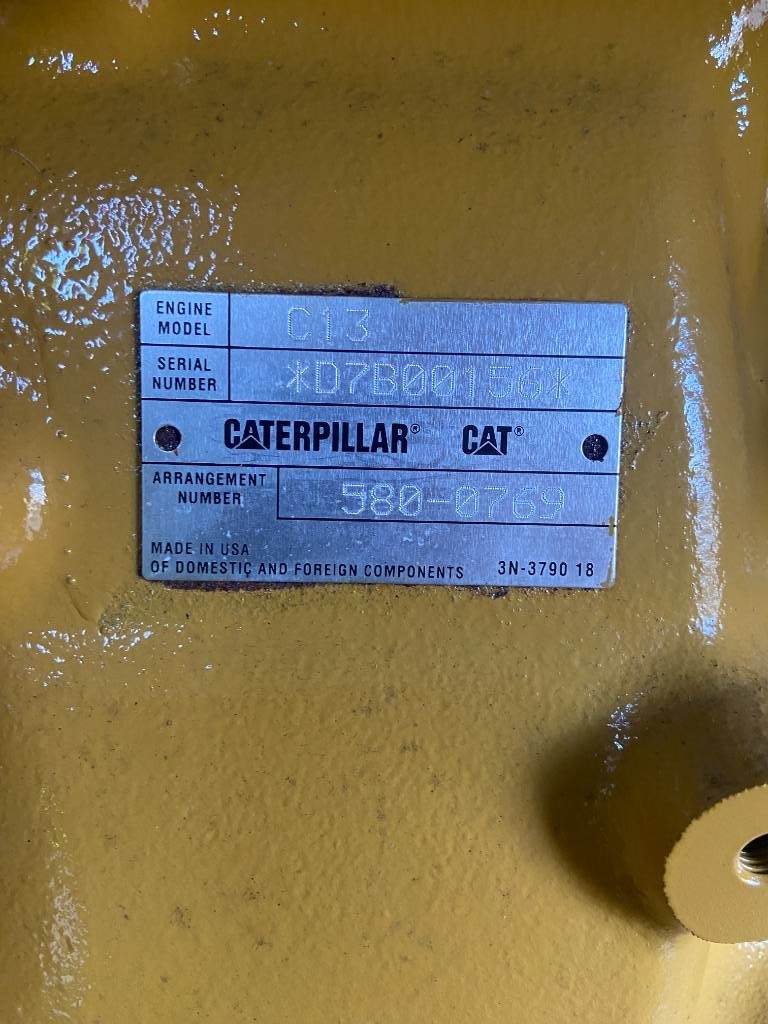 ENGINE MODEL C13
SERIAL NUMBER *D7B00156*
CATERPILLAR® CAT®
ARRANGEMENT NUMBER 580-0769
MADE IN USA
OF DOMESTIC AND FOREIGN COMPONENTS 3N-3790 18